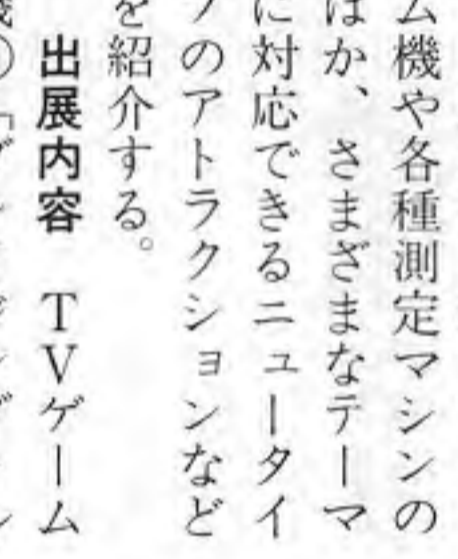 ム機や各種測定マシンの
はか、さまざまなテーマ
に対応できるニュータイ
プのアトラクションなど
を紹介する。
出展内容　TVゲーム